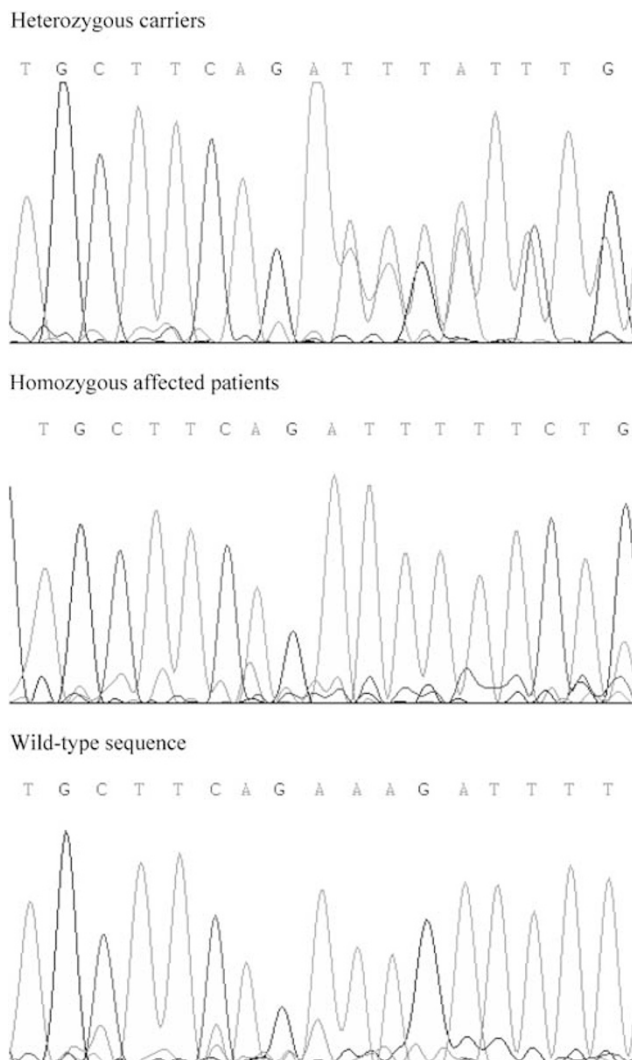 Heterozygous carriers
T G C T T C A G A T T T A T T T G
Homozygous affected patients
T G C T T C A G A T T T T T C T G
Wild-type sequence
T G C T T C A G A A A G A T T T T